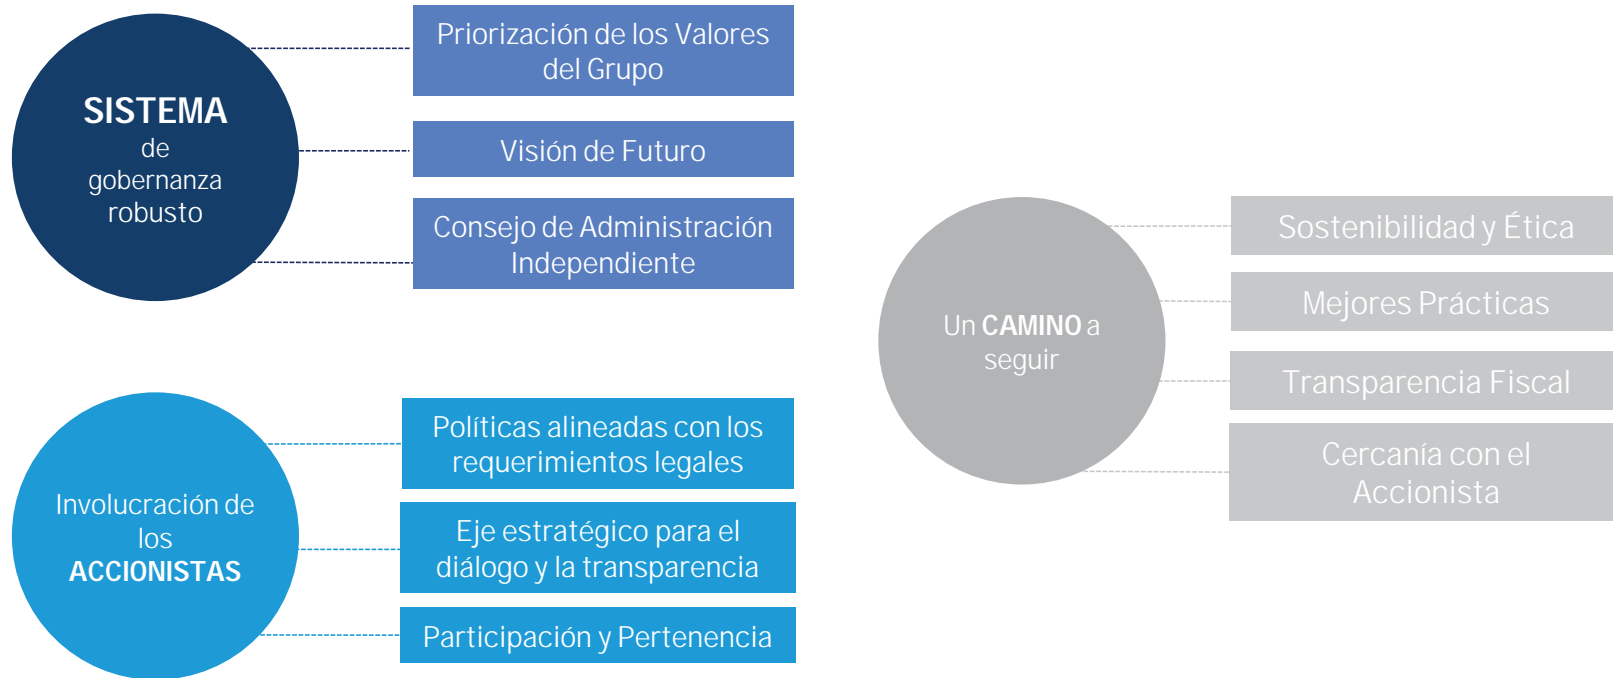 SISTEMA
de
gobernanza
robusto
Priorización de los Valores
del Grupo
Visión de Futuro
Consejo de Administración
Independiente
Involucración de
los
ACCIONISTAS
Políticas alineadas con los
requerimientos legales
Eje estratégico para el
diálogo y la transparencia
Participación y Pertenencia
Un CAMINO a
seguir
Sostenibilidad y Ética
Mejores Prácticas
Transparencia Fiscal
Cercanía con el
Accionista